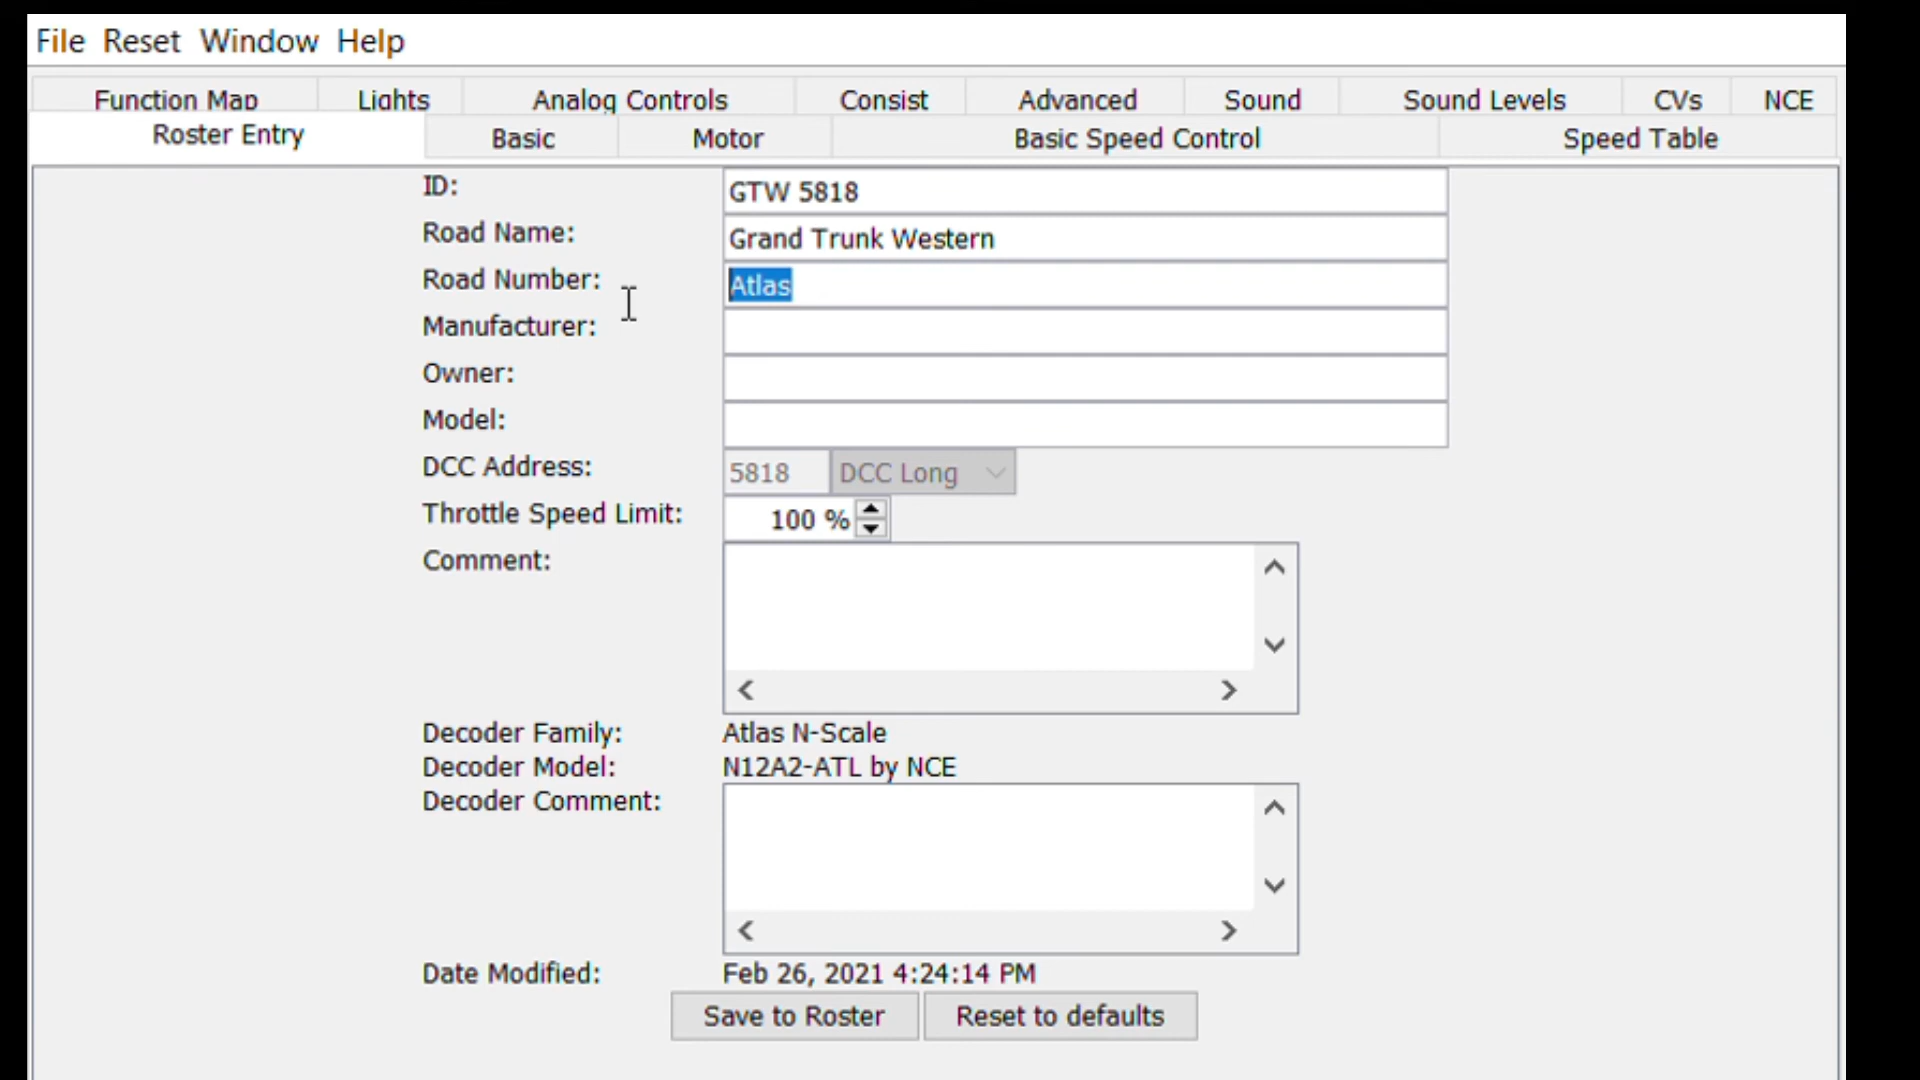 File Reset Window Help
Function Map Lights Analog Controls Consist Advanced Sound Sound Levels CVs NCE
Roster Entry Basic Motor Basic Speed Control Speed Table
ID: GTW 5818
Road Name: Grand Trunk Western
Road Number: Atlas
Manufacturer:
Owner:
Model:
DCC Address: 5818 DCC Long
Throttle Speed Limit: 100 %
Comment:
Decoder Family: Atlas N-Scale
Decoder Model: N12A2-ATL by NCE
Decoder Comment:
Date Modified: Feb 26, 2021 4:24:14 PM
Save to Roster Reset to defaults